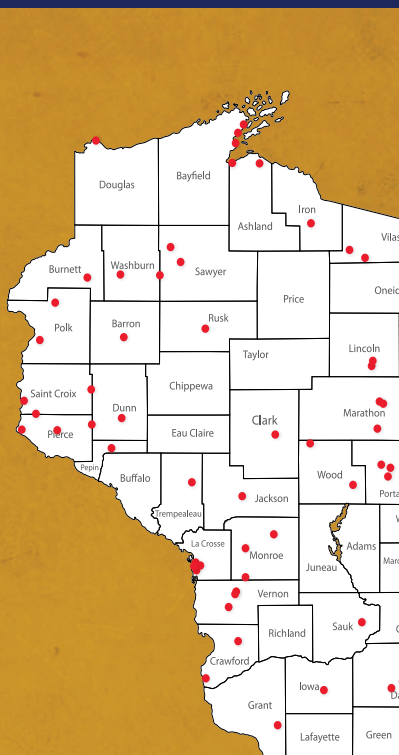 Douglas
Bayfield
Ashland
Iron
Vilas
Burnett
Washburn
Sawyer
Price
Oneid
Polk
Barron
Rusk
Taylor
Lincoln
Chippewa
Saint Croix
Dunn
Clark
Marathon
Pierce
Eau Claire
Pepin
Buffalo
Wood
Porta
Jackson
Trempealeau
La Crosse
Adams
W
Monroe
Juneau
Marq
Vernon
Richland
Sauk
C
Crawford
Iowa
Da
Grant
Lafayette
Green